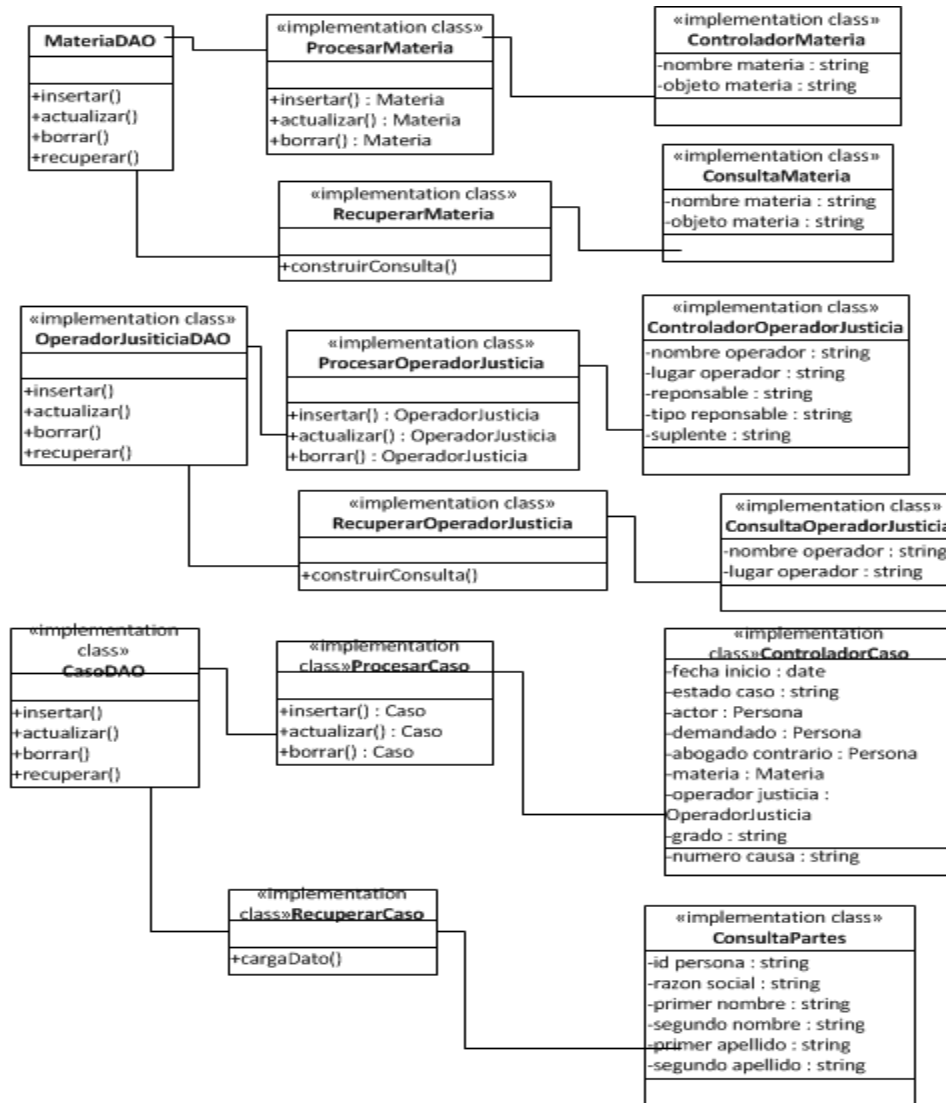 MateriaDAO
+insertar()
+actualizar()
+borrar()
+recuperar()
«implementation class»
ProcesarMateria
+insertar() : Materia
+actualizar() : Materia
+borrar() : Materia
«implementation class»
ControladorMateria
-nombre materia : string
-objeto materia : string
«implementation class»
RecuperarMateria
+construirConsulta()
«implementation class»
ConsultaMateria
-nombre materia : string
-objeto materia : string
«implementation class»
OperadorJusiticiaDAO
+insertar()
+actualizar()
+borrar()
+recuperar()
«implementation class»
ProcesarOperadorJusticia
+insertar() : OperadorJusticia
+actualizar() : OperadorJusticia
+borrar() : OperadorJusticia
«implementation class»
ControladorOperadorJusticia
-nombre operador : string
-lugar operador : string
-reponsable : string
-tipo reponsable : string
-suplente : string
«implementation class»
RecuperarOperadorJusticia
+construirConsulta()
«implementation class»
ConsultaOperadorJusticia
-nombre operador : string
-lugar operador : string
«implementation
class»
CasoDAO
+insertar()
+actualizar()
+borrar()
+recuperar()
«implementation
class»ProcesarCaso
+insertar() : Caso
+actualizar() : Caso
+borrar() : Caso
«implementation
class»ControladorCaso
-fecha inicio : date
-estado caso : string
-actor : Persona
-demandado : Persona
-abogado contrario : Persona
-materia : Materia
-operador justicia :
OperadorJusticia
-grado : string
-numero causa : string
«implementation
class»RecuperarCaso
+cargaDato()
«implementation class»
ConsultaPartes
-id persona : string
-razon social : string
-primer nombre : string
-segundo nombre : string
-primer apellido : string
-segundo apellido : string